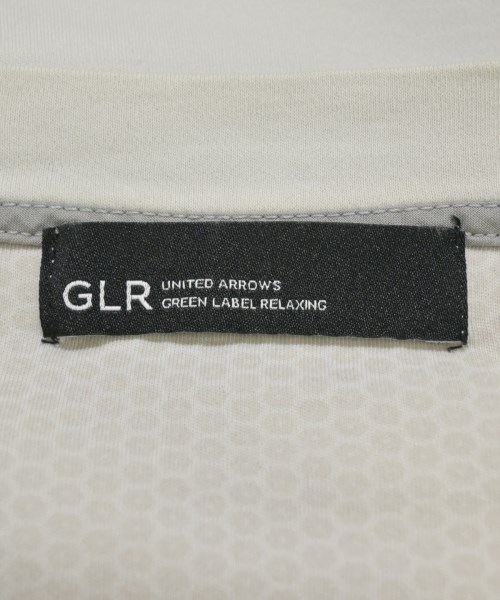 GLR
UNITED ARROWS
GREEN LABEL RELAXING